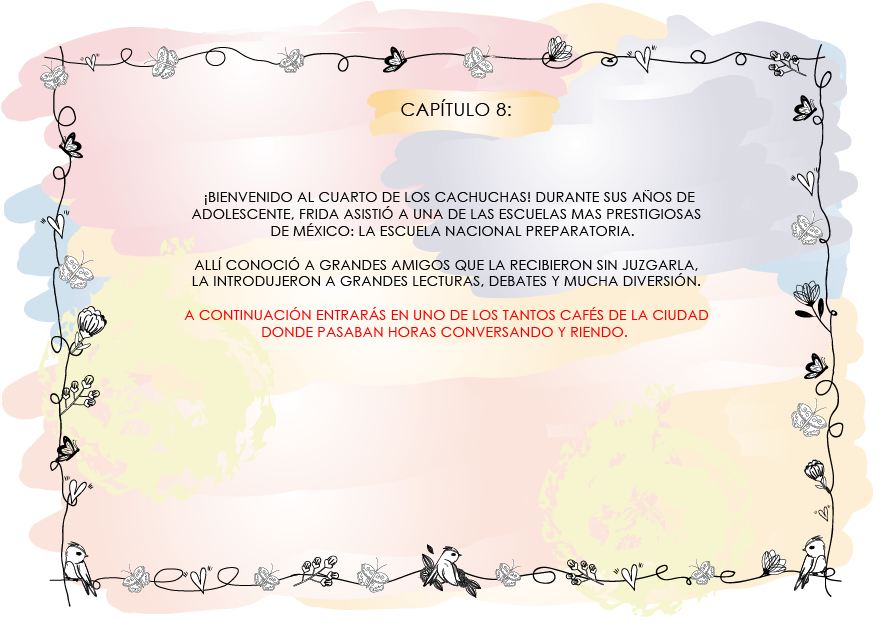 CAPÍTULO 8:
¡BIENVENIDO AL CUARTO DE LOS CACHUCHAS! DURANTE SUS AÑOS DE
ADOLESCENTE, FRIDA ASISTIÓ A UNA DE LAS ESCUELAS MAS PRESTIGIOSAS
DE MÉXICO: LA ESCUELA NACIONAL PREPARATORIA.
ALLÍ CONOCIÓ A GRANDES AMIGOS QUE LA RECIBIERON SIN JUZGARLA,
LA INTRODUJERON A GRANDES LECTURAS, DEBATES Y MUCHA DIVERSIÓN.
A CONTINUACIÓN ENTRARÁS EN UNO DE LOS TANTOS CAFÉS DE LA CIUDAD
DONDE PASABAN HORAS CONVERSANDO Y RIENDO.